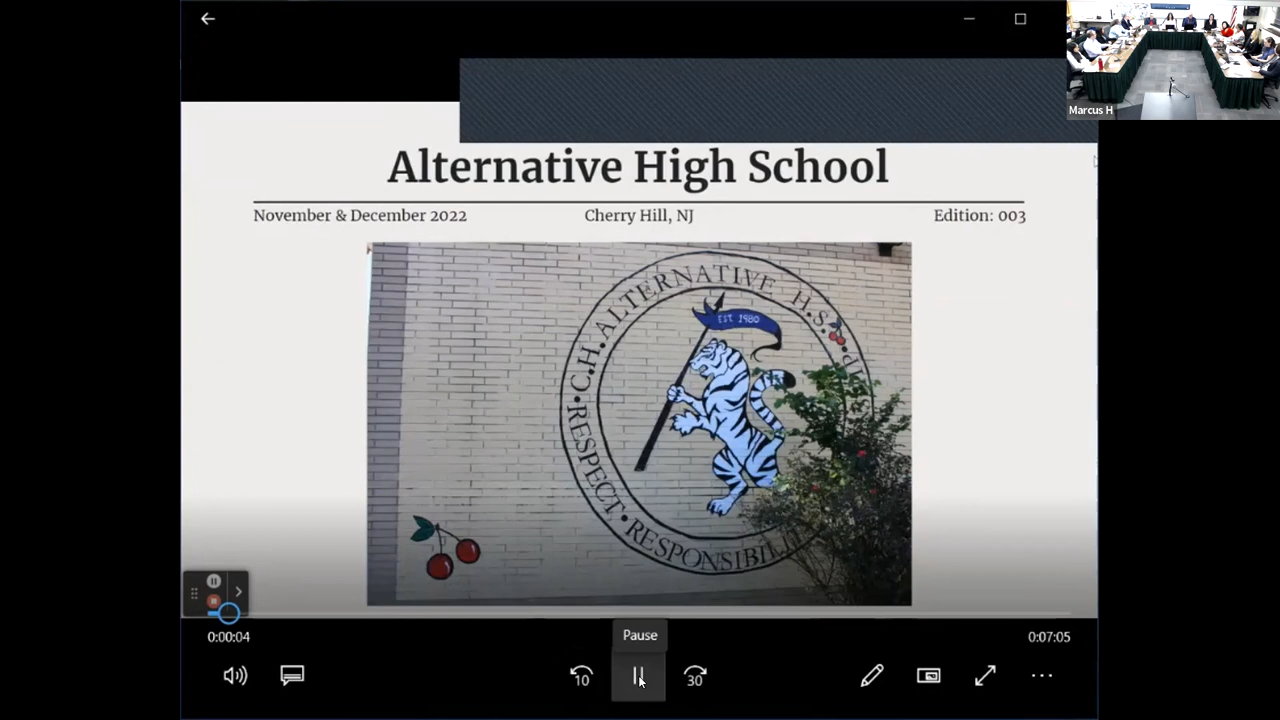 Marcus H
Alternative High School
November & December 2022
Cherry Hill, NJ
Edition: 003
C.H. ALTERNATIVE H.S.
RESPECT • RESPONSIBILI
EST. 1980
Pause
0:00:04
0:07:05
10
30